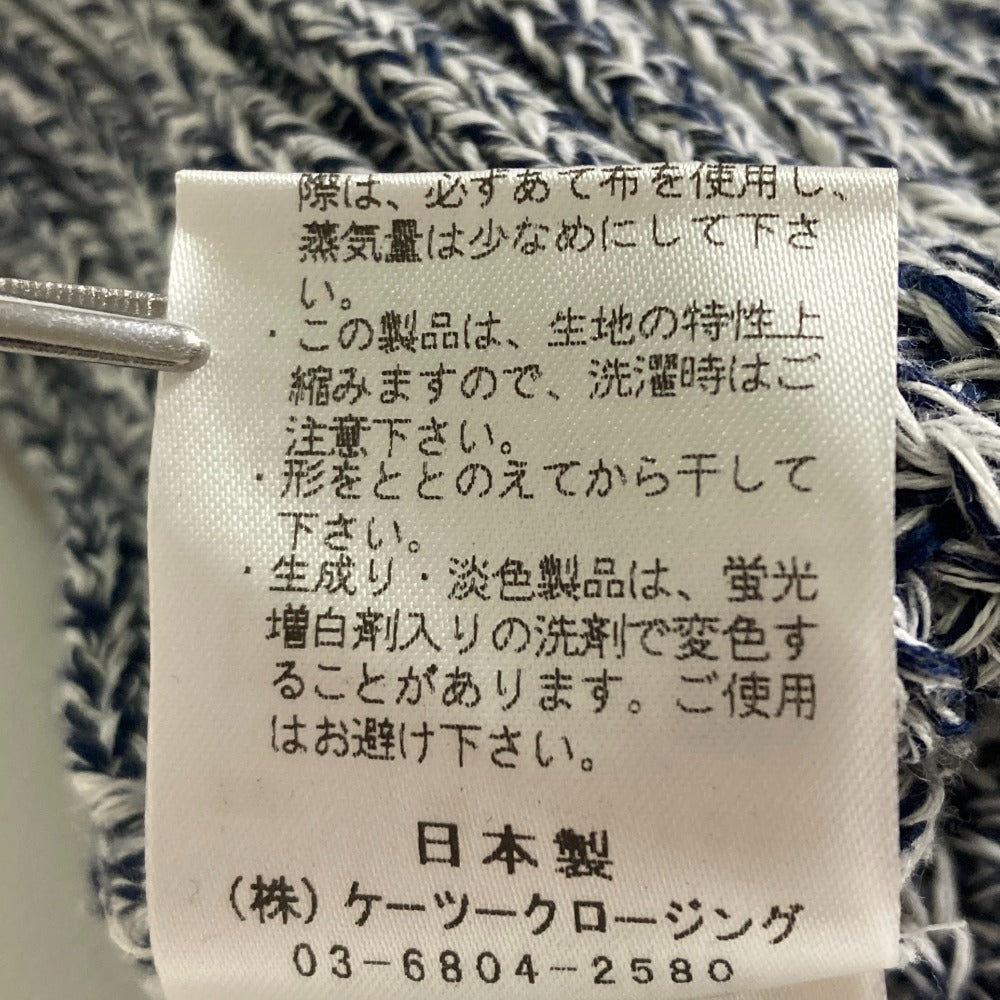 際は、必ずあて布を使用し、
蒸気量は少なめにして下さ
い。
・この製品は、生地の特性上
縮みますので、洗濯時はご
注意下さい。
・形をととのえてから干して
下さい。
・生成り・淡色製品は、蛍光
増白剤入りの洗剤で変色す
ることがあります。ご使用
はお避け下さい。
日本製
(株)ケーツークロージング
03-6804-2580